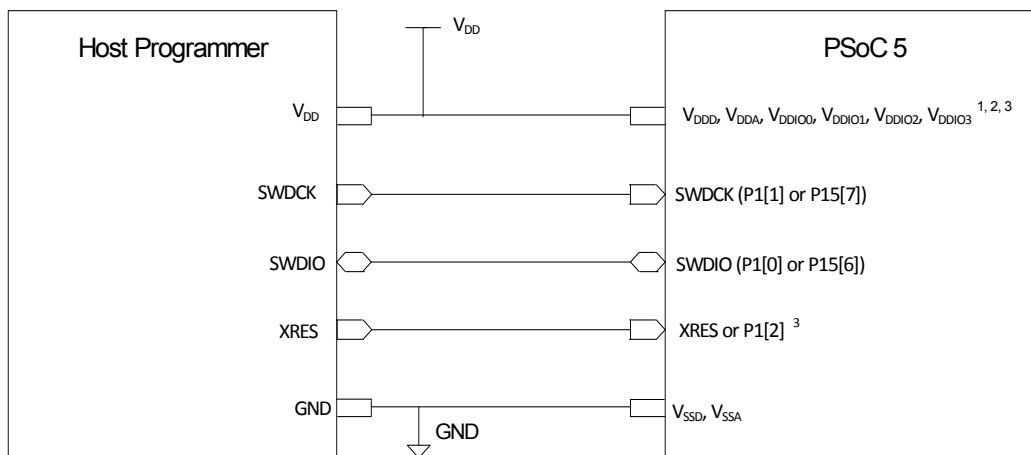 Host Programmer
PSoC 5
VDD
VDD
VDDD, VDDA, VDDIO0, VDDIO1, VDDIO2, VDDIO3 1, 2, 3
SWDCK
SWDCK (P1[1] or P15[7])
SWDIO
SWDIO (P1[0] or P15[6])
XRES
XRES or P1[2] 3
GND
GND
VSSD, VSSA